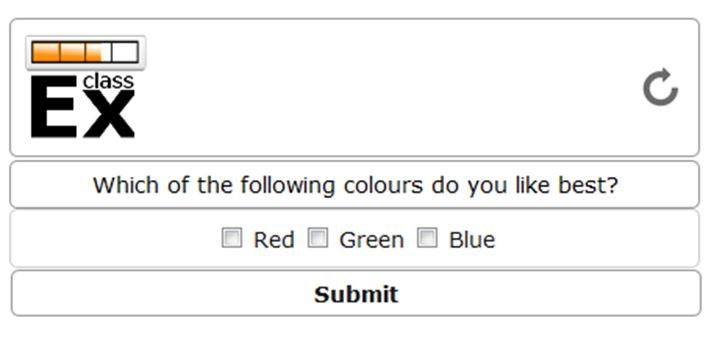 class
Ex
Which of the following colours do you like best?
Red Green Blue
Submit